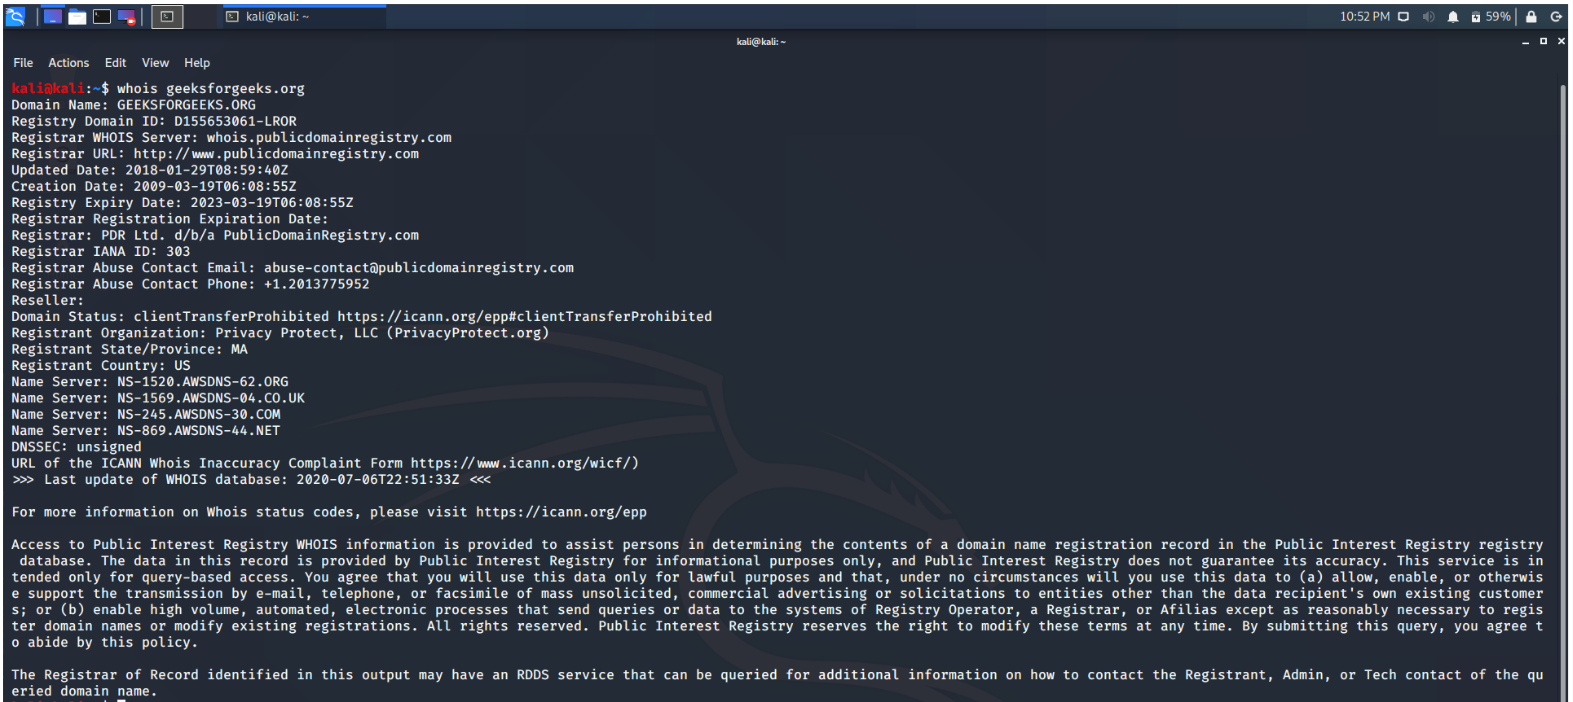 kali@kali: ~
10:52 PM
59%
kali@kali: ~
File Actions Edit View Help
kali@kali:~$ whois geeksforgeeks.org
Domain Name: GEEKSFORGEEKS.ORG
Registry Domain ID: D155653061-LROR
Registrar WHOIS Server: whois.publicdomainregistry.com
Registrar URL: http://www.publicdomainregistry.com
Updated Date: 2018-01-29T08:59:40Z
Creation Date: 2009-03-19T06:08:55Z
Registry Expiry Date: 2023-03-19T06:08:55Z
Registrar Registration Expiration Date:
Registrar: PDR Ltd. d/b/a PublicDomainRegistry.com
Registrar IANA ID: 303
Registrar Abuse Contact Email: abuse-contact@publicdomainregistry.com
Registrar Abuse Contact Phone: +1.2013775952
Reseller:
Domain Status: clientTransferProhibited https://icann.org/epp#clientTransferProhibited
Registrant Organization: Privacy Protect, LLC (PrivacyProtect.org)
Registrant State/Province: MA
Registrant Country: US
Name Server: NS-1520.AWSDNS-62.ORG
Name Server: NS-1569.AWSDNS-04.CO.UK
Name Server: NS-245.AWSDNS-30.COM
Name Server: NS-869.AWSDNS-44.NET
DNSSEC: unsigned
URL of the ICANN Whois Inaccuracy Complaint Form https://www.icann.org/wicf/)
>>> Last update of WHOIS database: 2020-07-06T22:51:33Z <<<
For more information on Whois status codes, please visit https://icann.org/epp
Access to Public Interest Registry WHOIS information is provided to assist persons in determining the contents of a domain name registration record in the Public Interest Registry registry
database. The data in this record is provided by Public Interest Registry for informational purposes only, and Public Interest Registry does not guarantee its accuracy. This service is in
tended only for query-based access. You agree that you will use this data only for lawful purposes and that, under no circumstances will you use this data to (a) allow, enable, or otherwis
e support the transmission by e-mail, telephone, or facsimile of mass unsolicited, commercial advertising or solicitations to entities other than the data recipient's own existing customer
s; or (b) enable high volume, automated, electronic processes that send queries or data to the systems of Registry Operator, a Registrar, or Afilias except as reasonably necessary to regis
ter domain names or modify existing registrations. All rights reserved. Public Interest Registry reserves the right to modify these terms at any time. By submitting this query, you agree t
o abide by this policy.
The Registrar of Record identified in this output may have an RDDS service that can be queried for additional information on how to contact the Registrant, Admin, or Tech contact of the qu
eried domain name.